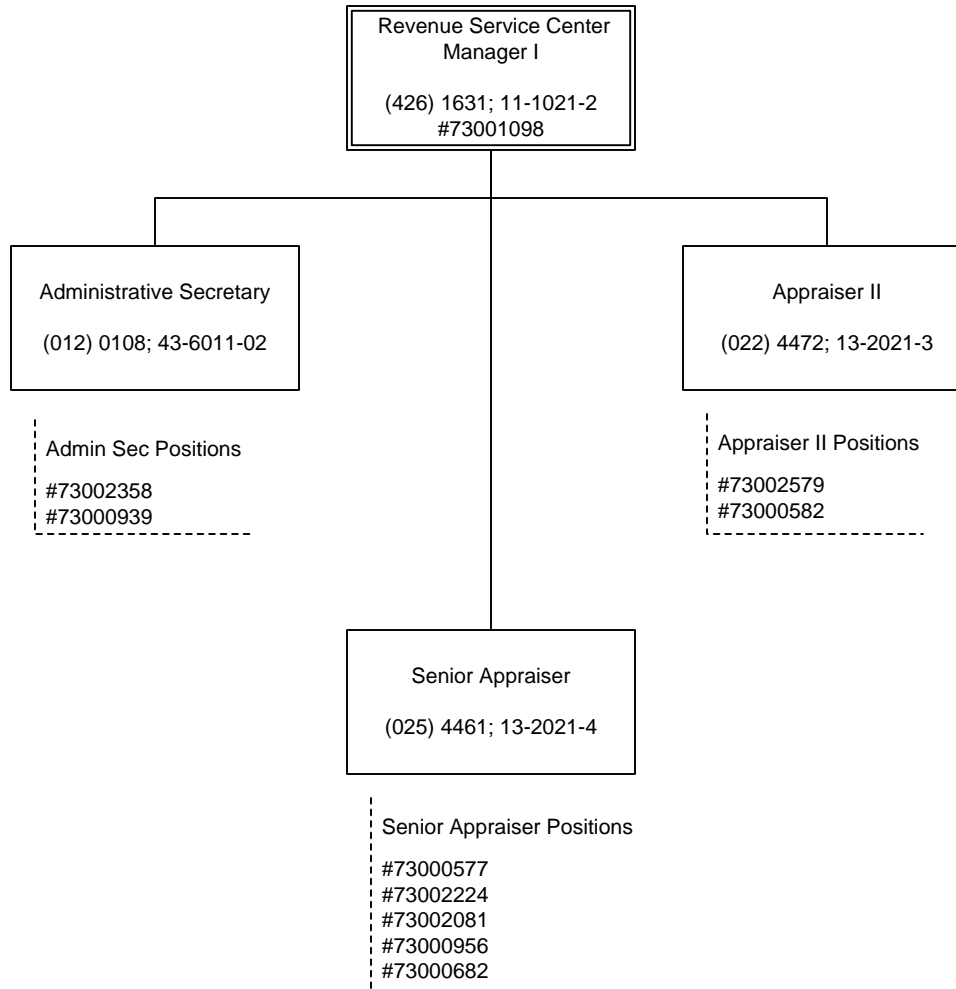 Revenue Service Center
Manager I
(426) 1631; 11-1021-2
#73001098
Administrative Secretary
(012) 0108; 43-6011-02
Admin Sec Positions
#73002358
#73000939
Appraiser II
(022) 4472; 13-2021-3
Appraiser II Positions
#73002579
#73000582
Senior Appraiser
(025) 4461; 13-2021-4
Senior Appraiser Positions
#73000577
#73002224
#73002081
#73000956
#73000682